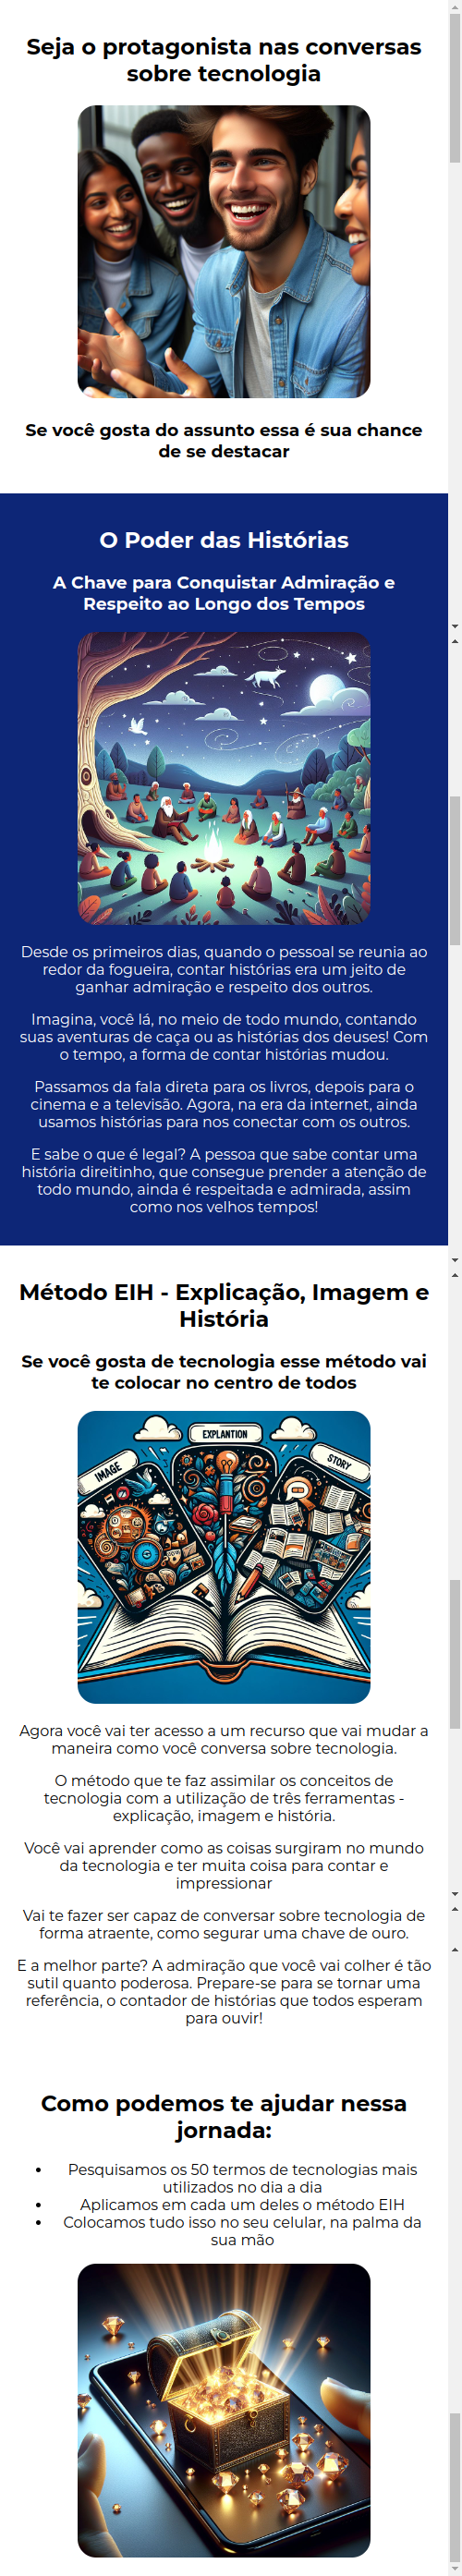 Seja o protagonista nas conversas
sobre tecnologia
Se você gosta do assunto essa é sua chance
de se destacar
O Poder das Histórias
A Chave para Conquistar Admiração e
Respeito ao Longo dos Tempos
Desde os primeiros dias, quando o pessoal se reunia ao
redor da fogueira, contar histórias era um jeito de
ganhar admiração e respeito dos outros.
Imagina, você lá, no meio de todo mundo, contando
suas aventuras de caça ou as histórias dos deuses! Com
o tempo, a forma de contar histórias mudou.
Passamos da fala direta para os livros, depois para o
cinema e a televisão. Agora, na era da internet, ainda
usamos histórias para nos conectar com os outros.
E sabe o que é legal? A pessoa que sabe contar uma
história direitinho, que consegue prender a atenção de
todo mundo, ainda é respeitada e admirada, assim
como nos velhos tempos!
Método EIH - Explicação, Imagem e
História
Se você gosta de tecnologia esse método vai
te colocar no centro de todos
IMAGE
EXPLANTION
STORY
Agora você vai ter acesso a um recurso que vai mudar a
maneira como você conversa sobre tecnologia.
O método que te faz assimilar os conceitos de
tecnologia com a utilização de três ferramentas -
explicação, imagem e história.
Você vai aprender como as coisas surgiram no mundo
da tecnologia e ter muita coisa para contar e
impressionar
Vai te fazer ser capaz de conversar sobre tecnologia de
forma atraente, como segurar uma chave de ouro.
E a melhor parte? A admiração que você vai colher é tão
sutil quanto poderosa. Prepare-se para se tornar uma
referência, o contador de histórias que todos esperam
para ouvir!
Como podemos te ajudar nessa
jornada:
• Pesquisamos os 50 termos de tecnologias mais
utilizados no dia a dia
• Aplicamos em cada um deles o método EIH
• Colocamos tudo isso no seu celular, na palma da
sua mão